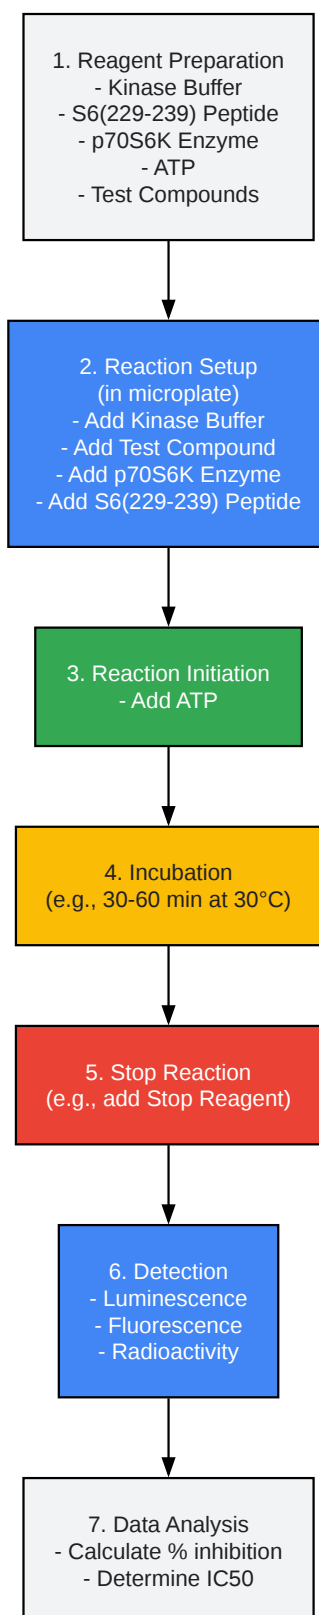 1. Reagent Preparation
- Kinase Buffer
- S6(229-239) Peptide
- p70S6K Enzyme
- ATP
- Test Compounds
2. Reaction Setup
(in microplate)
- Add Kinase Buffer
- Add Test Compound
- Add p70S6K Enzyme
- Add S6(229-239) Peptide
3. Reaction Initiation
- Add ATP
4. Incubation
(e.g., 30-60 min at 30°C)
5. Stop Reaction
(e.g., add Stop Reagent)
6. Detection
- Luminescence
- Fluorescence
- Radioactivity
7. Data Analysis
- Calculate % inhibition
- Determine IC50